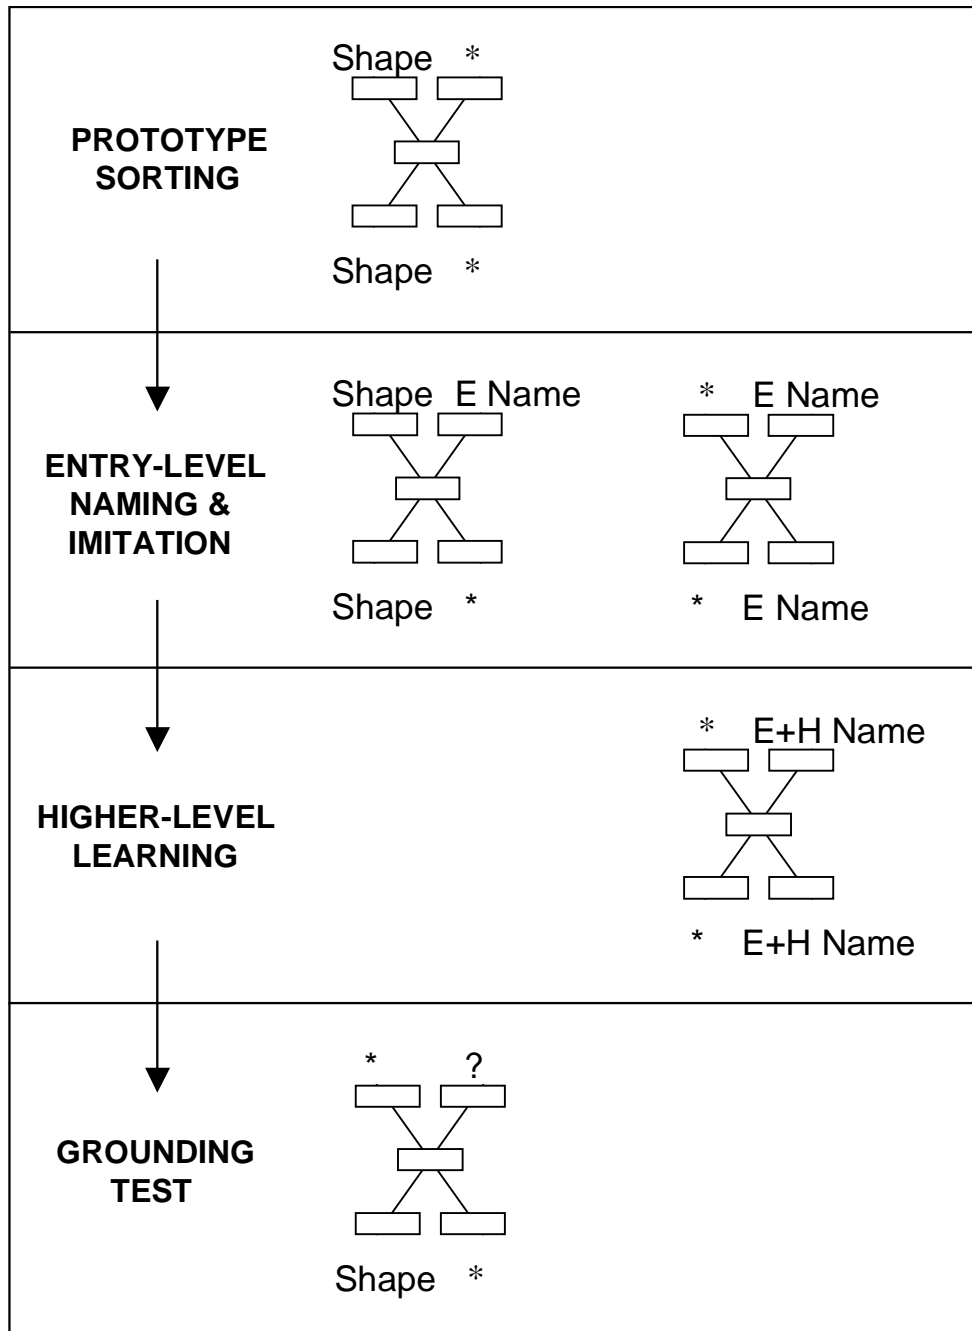 Shape *
PROTOTYPE
SORTING
Shape *
Shape E Name
* E Name
ENTRY-LEVEL
NAMING &
IMITATION
Shape *
* E Name
* E+H Name
HIGHER-LEVEL
LEARNING
* E+H Name
* ?
GROUNDING
TEST
Shape *